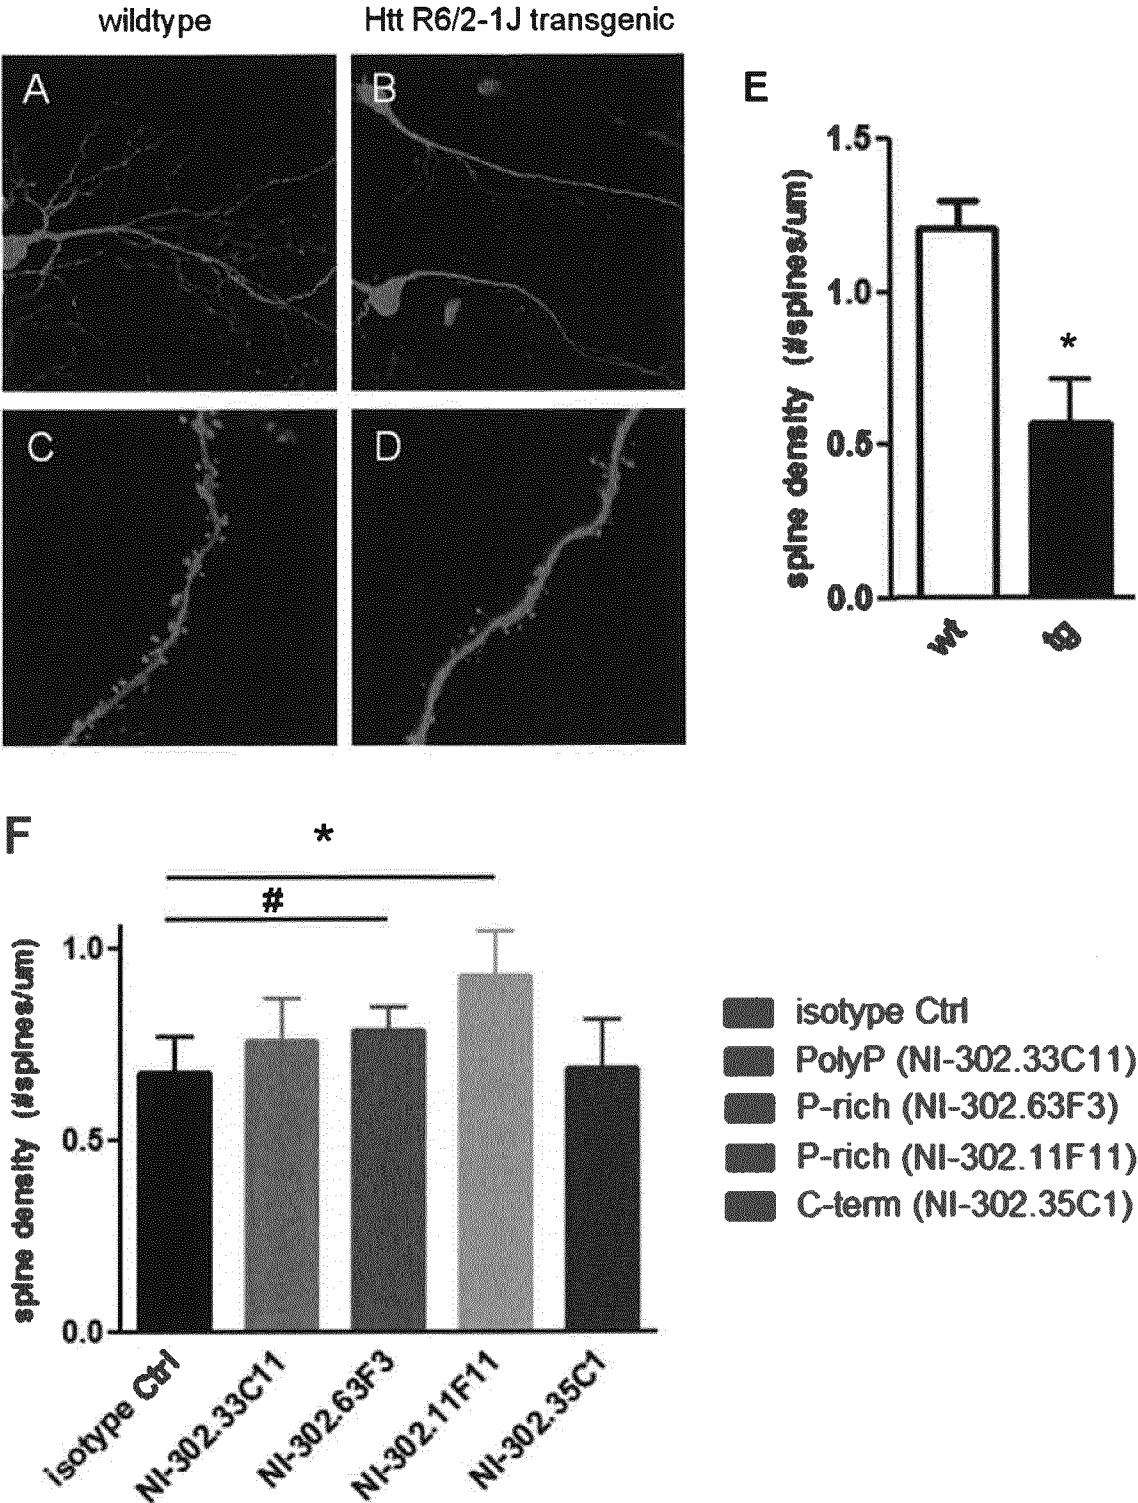 wildtype
Htt R6/2-1J transgenic
A
B
C
D
E
1.5
1.0
0.5
0.0
spine density (#spines/um)
*
wt
tg
F
*
#
1.0
0.5
0.0
spine density (#spines/um)
isotype Ctrl
NI-302.33C11
NI-302.63F3
NI-302.11F11
NI-302.35C1
isotype Ctrl
PolyP (NI-302.33C11)
P-rich (NI-302.63F3)
P-rich (NI-302.11F11)
C-term (NI-302.35C1)